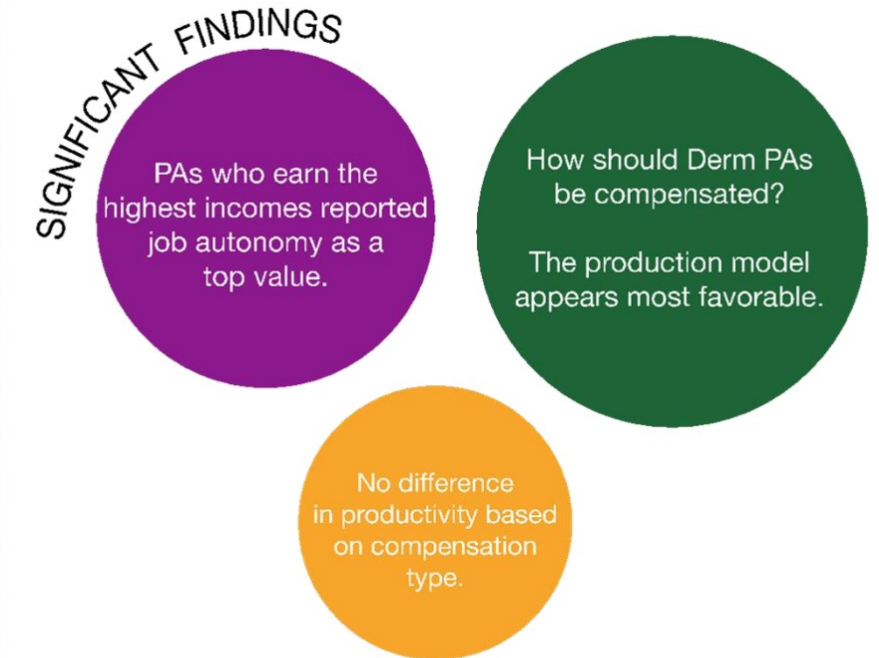 SIGNIFICANT FINDINGS
PAs who earn the
highest incomes reported
job autonomy as a
top value.
How should Derm PAs
be compensated?
The production model
appears most favorable.
No difference
in productivity based
on compensation
type.